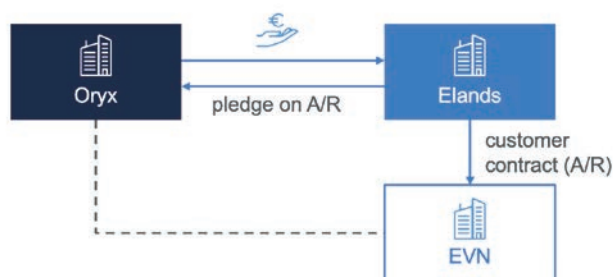 €
Oryx
Elands
pledge on A/R
customer
contract (A/R)
EVN